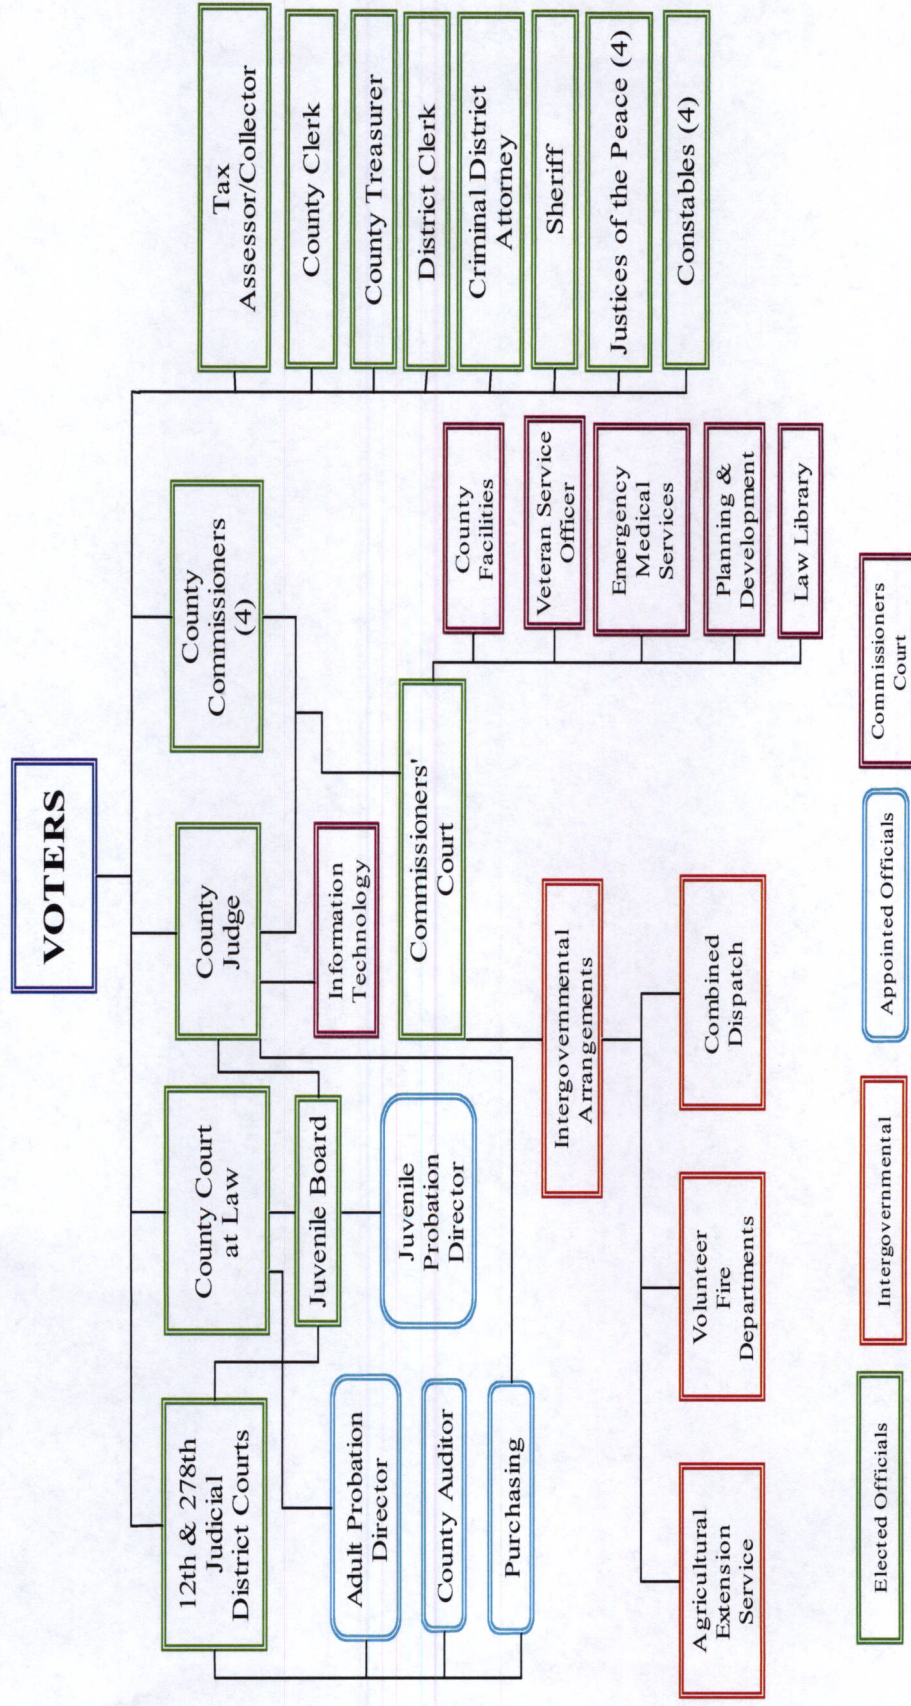 VOTERS
12th & 278th
Judicial
District Courts
County Court
at Law
County
Judge
County
Commissioners
(4)
Tax
Assessor/Collector
County Clerk
County Treasurer
District Clerk
Criminal District
Attorney
Sheriff
Justices of the Peace (4)
Constables (4)
Juvenile Board
Information
Technology
Adult Probation
Director
County Auditor
Purchasing
Juvenile
Probation
Director
Commissioners'
Court
County
Facilities
Veteran Service
Officer
Emergency
Medical
Services
Planning &
Development
Law Library
Intergovernmental
Arrangements
Agricultural
Extension
Service
Volunteer
Fire
Departments
Combined
Dispatch
Elected Officials
Intergovernmental
Appointed Officials
Commissioners
Court